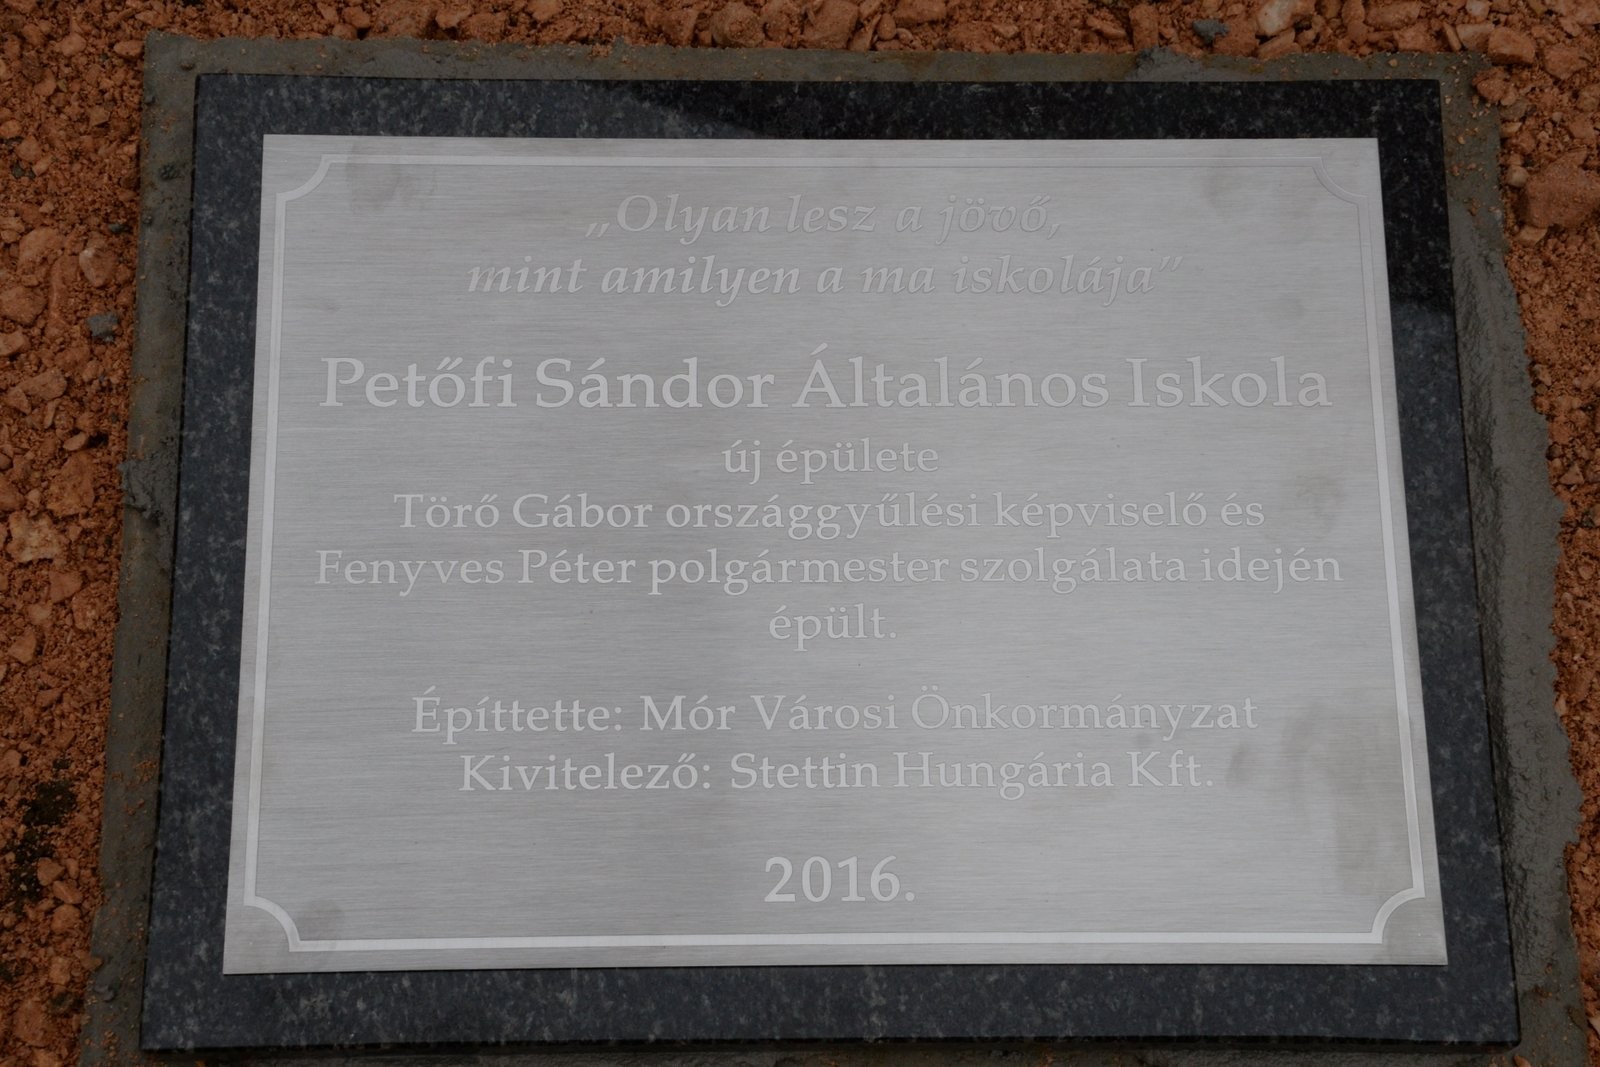 „Olyan lesz a jövő,
mint amilyen a ma iskolája”
Petőfi Sándor Általános Iskola
új épülete
Törő Gábor országgyűlési képviselő és
Fenyves Péter polgármester szolgálata idején
épült.
Építtette: Mór Városi Önkormányzat
Kivitelező: Stettin Hungária Kft.
2016.